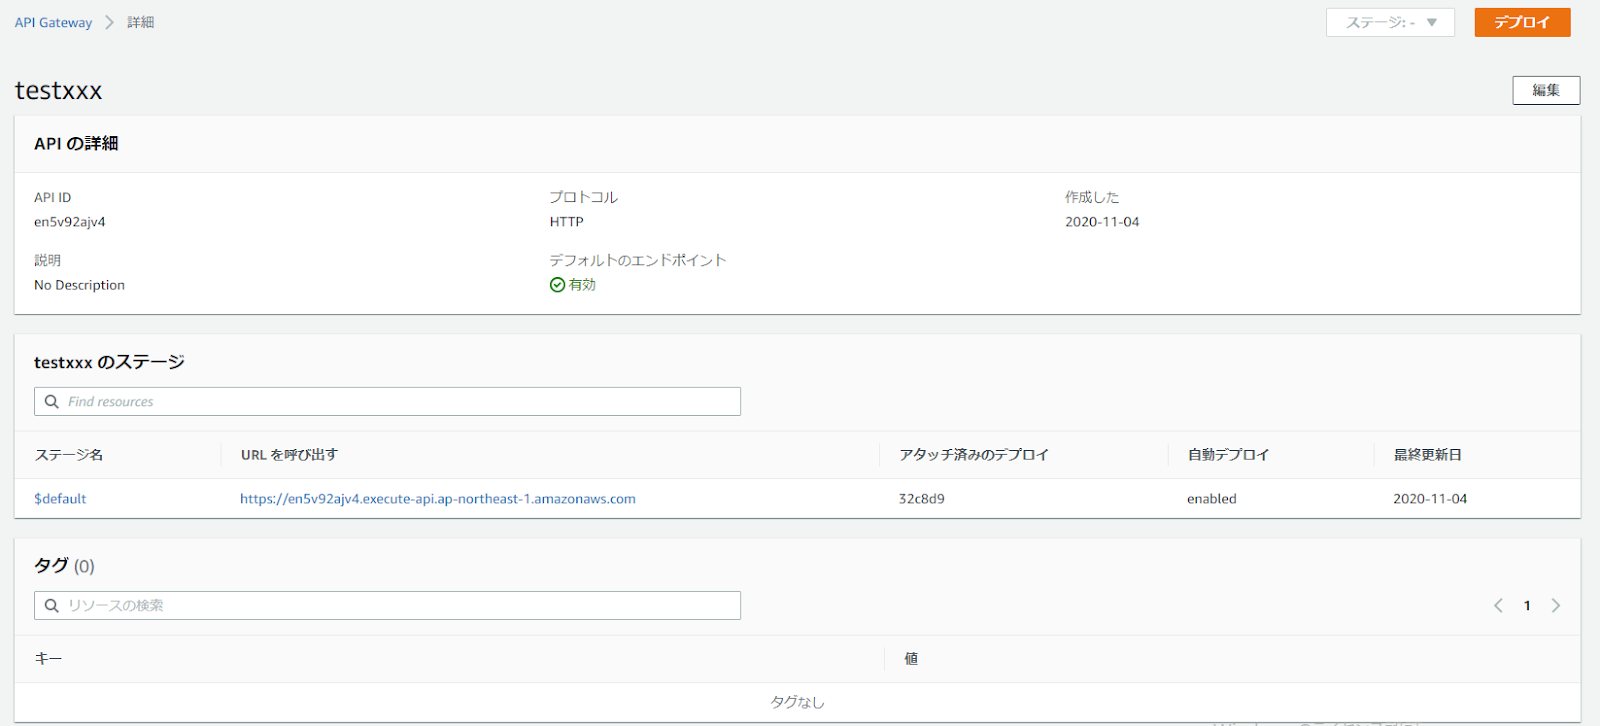 API Gateway 詳細 ステージ: - デプロイ
testxxx 編集
API の詳細
API ID プロトコル 作成した
en5v92ajv4 HTTP 2020-11-04
説明 デフォルトのエンドポイント
No Description 有効
testxxx のステージ
Find resources
ステージ名 URL を呼び出す アタッチ済みのデプロイ 自動デプロイ 最終更新日
$default https://en5v92ajv4.execute-api.ap-northeast-1.amazonaws.com 32c8d9 enabled 2020-11-04
タグ (0)
リソースの検索 1
キー 値
タグなし